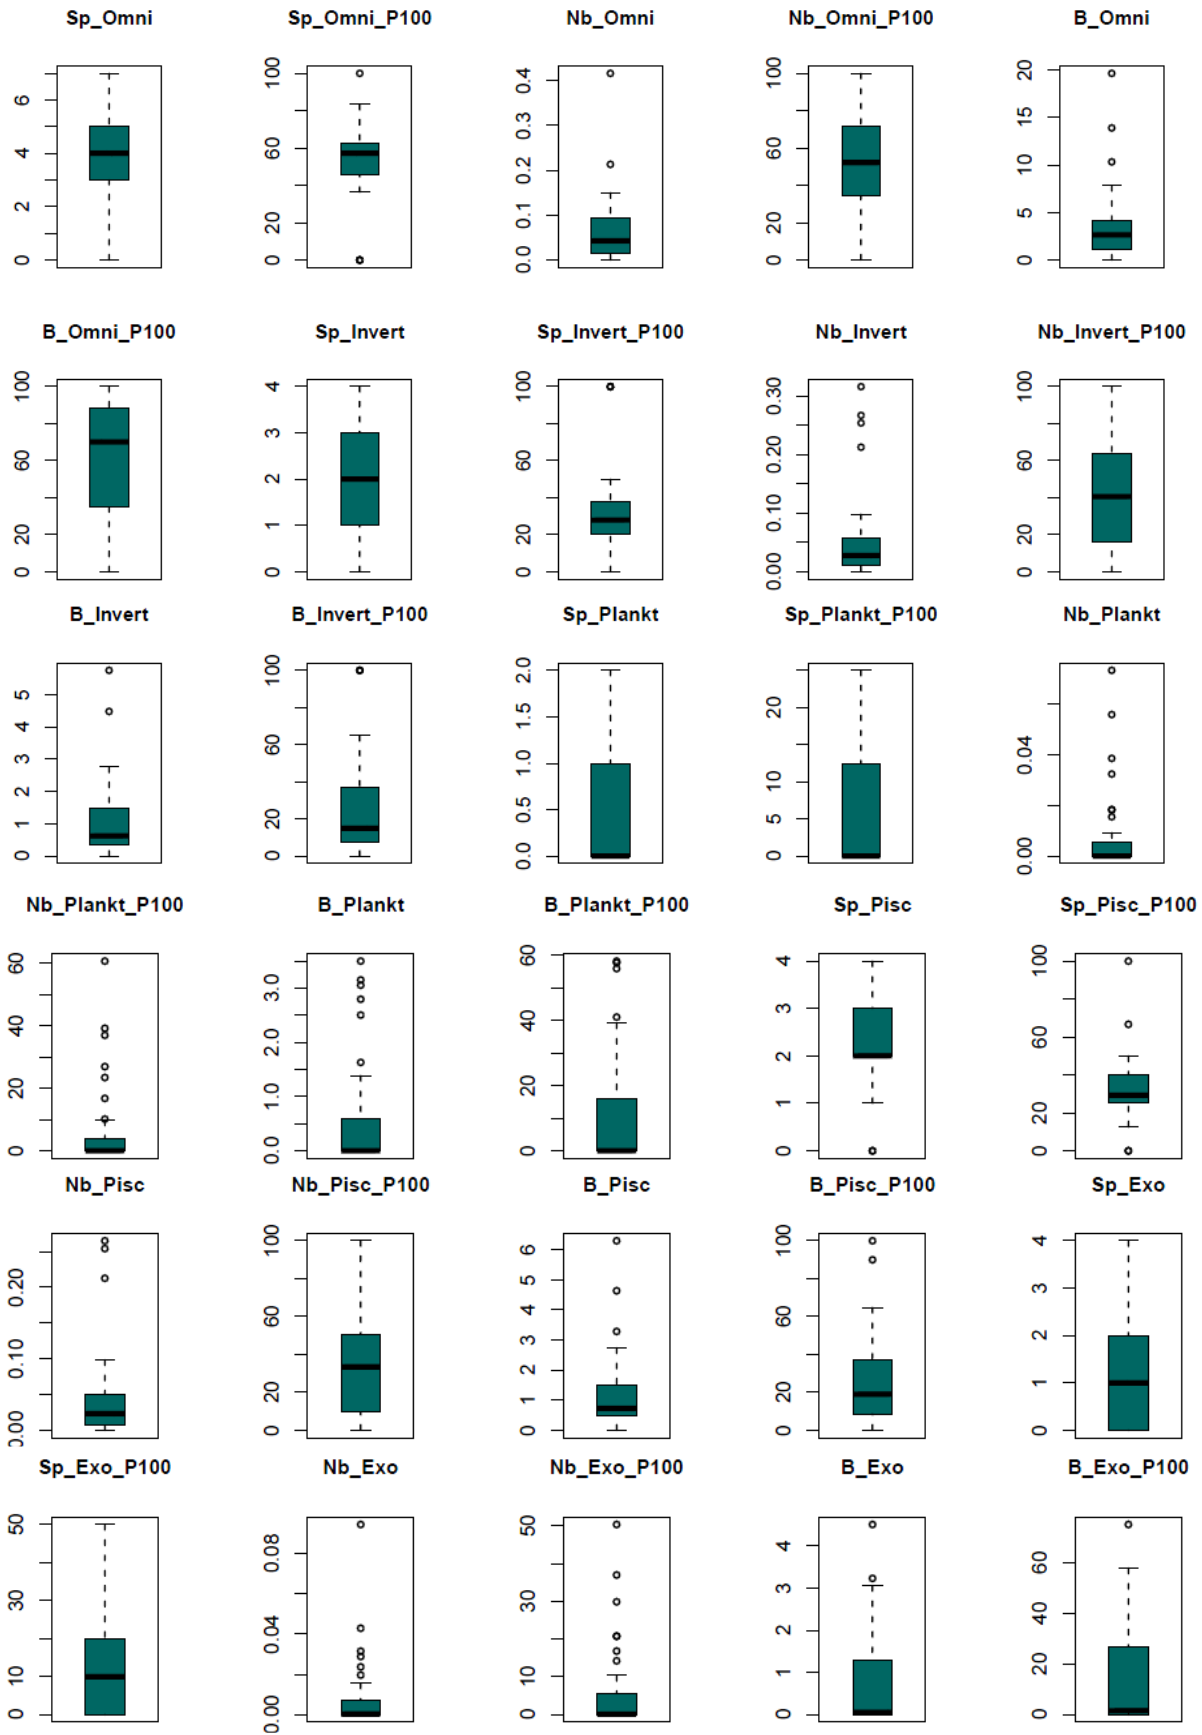 Sp_Omni Sp_Omni_P100 Nb_Omni Nb_Omni_P100 B_Omni
0 2 4 6
0 20 60 100
0.0 0.1 0.2 0.3 0.4
0 20 60 100
0 5 10 15 20
B_Omni_P100 Sp_Invert Sp_Invert_P100 Nb_Invert Nb_Invert_P100
0 20 60 100
0 1 2 3 4
0 20 60 100
0.00 0.10 0.20 0.30
0 20 60 100
B_Invert B_Invert_P100 Sp_Plankt Sp_Plankt_P100 Nb_Plankt
0 1 2 3 4 5
0 20 60 100
0.0 0.5 1.0 1.5 2.0
0 5 10 20
0.00 0.04
Nb_Plankt_P100 B_Plankt B_Plankt_P100 Sp_Pisc Sp_Pisc_P100
0 20 40 60
0.0 1.0 2.0 3.0
0 20 40 60
0 1 2 3 4
0 20 60 100
Nb_Pisc Nb_Pisc_P100 B_Pisc B_Pisc_P100 Sp_Exo
0.00 0.10 0.20
0 20 60 100
0 1 2 3 4 5 6
0 20 60 100
0 1 2 3 4
Sp_Exo_P100 Nb_Exo Nb_Exo_P100 B_Exo B_Exo_P100
0 10 30 50
0.00 0.04 0.08
0 10 30 50
0 1 2 3 4
0 20 40 60